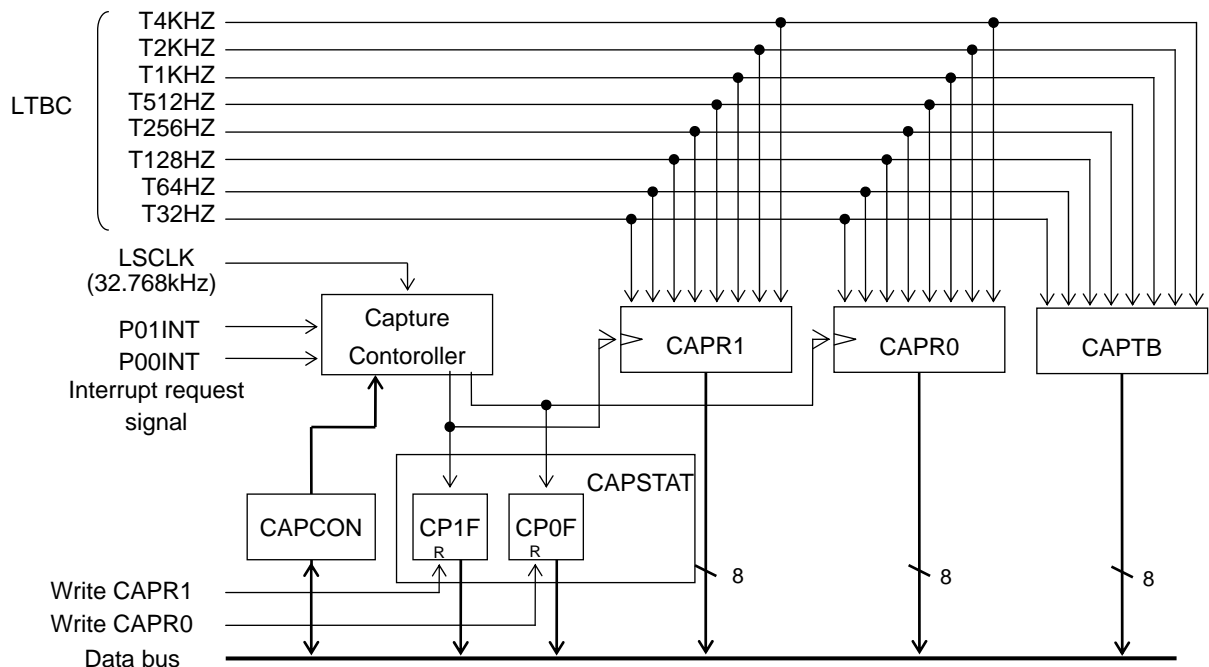 T4KHZ
T2KHZ
T1KHZ
LTBC
T512HZ
T256HZ
T128HZ
T64HZ
T32HZ
LSCLK
(32.768kHz)
P01INT
P00INT
Interrupt request
signal
Capture
Contoroller
CAPR1
CAPR0
CAPTB
CAPSTAT
CAPCON
CP1F
R
CP0F
R
8
8
8
Write CAPR1
Write CAPR0
Data bus